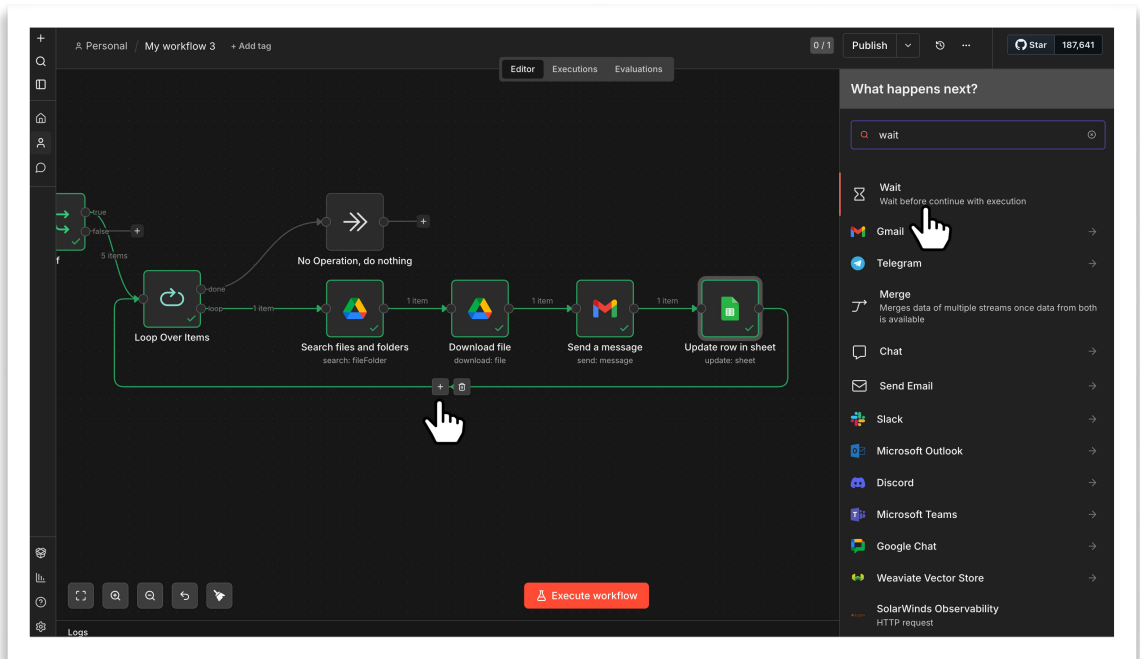 Personal / My workflow 3 + Add tag
0 / 1
Publish
Star 187,641
Editor Executions Evaluations
What happens next?
wait
Wait
Wait before continue with execution
Gmail
Telegram
Merge
Merges data of multiple streams once data from both
is available
Chat
Send Email
Slack
Microsoft Outlook
Discord
Microsoft Teams
Google Chat
Weaviate Vector Store
SolarWinds Observability
HTTP request
true
false
f
5 items
No Operation, do nothing
done
loop
1 item
1 item
1 item
1 item
Loop Over Items
Search files and folders
search: fileFolder
Download file
download: file
Send a message
send: message
Update row in sheet
update: sheet
Execute workflow
Logs